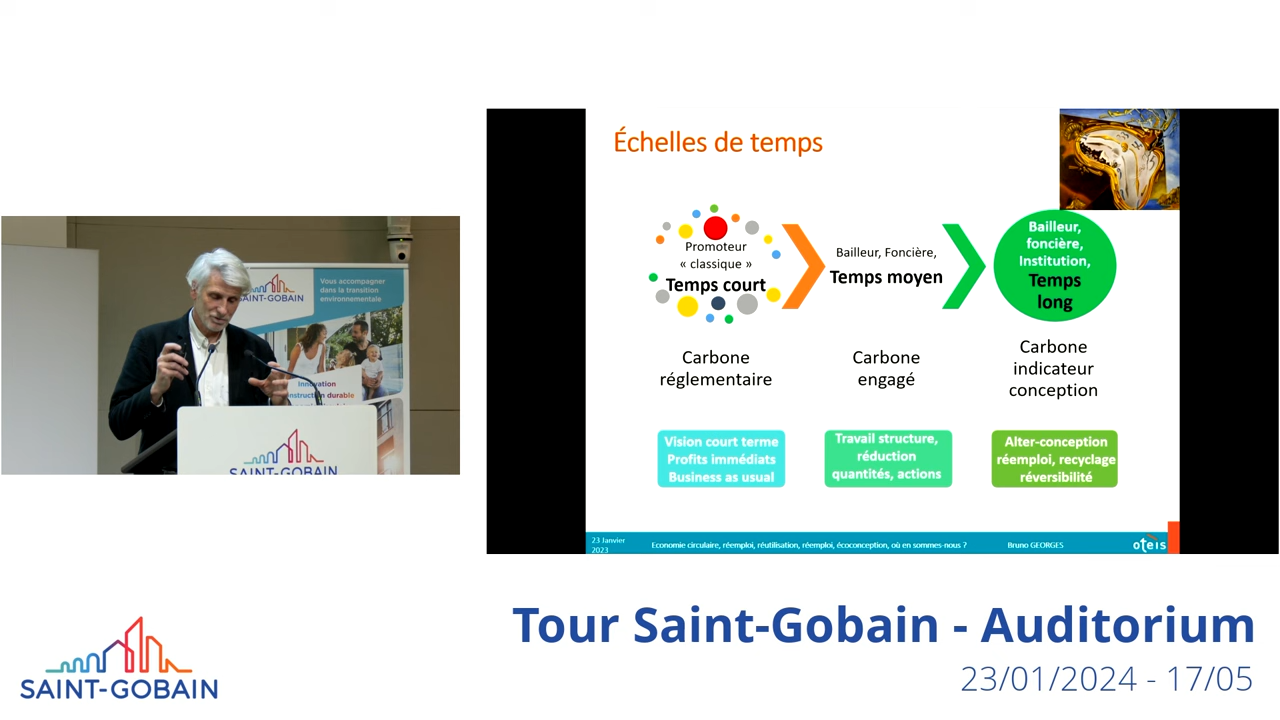 SAINT-GOBAIN
Vous accompagner
dans la transition
environnementale
Innovation
construction durable
SAINT-GOBAIN
Échelles de temps
Promoteur
« classique »
Temps court
Bailleur, Foncière,
Temps moyen
Bailleur,
foncière,
Institution,
Temps
long
Carbone
réglementaire
Carbone
engagé
Carbone
indicateur
conception
Vision court terme
Profits immédiats
Business as usual
Travail structure,
réduction
quantités, actions
Alter-conception
réemploi, recyclage
réversibilité
23 Janvier
2023
Economie circulaire, réemploi, réutilisation, réemploi, écoconception, où en sommes-nous ?
Bruno GEORGES
oteis
SAINT-GOBAIN
Tour Saint-Gobain - Auditorium
23/01/2024 - 17/05